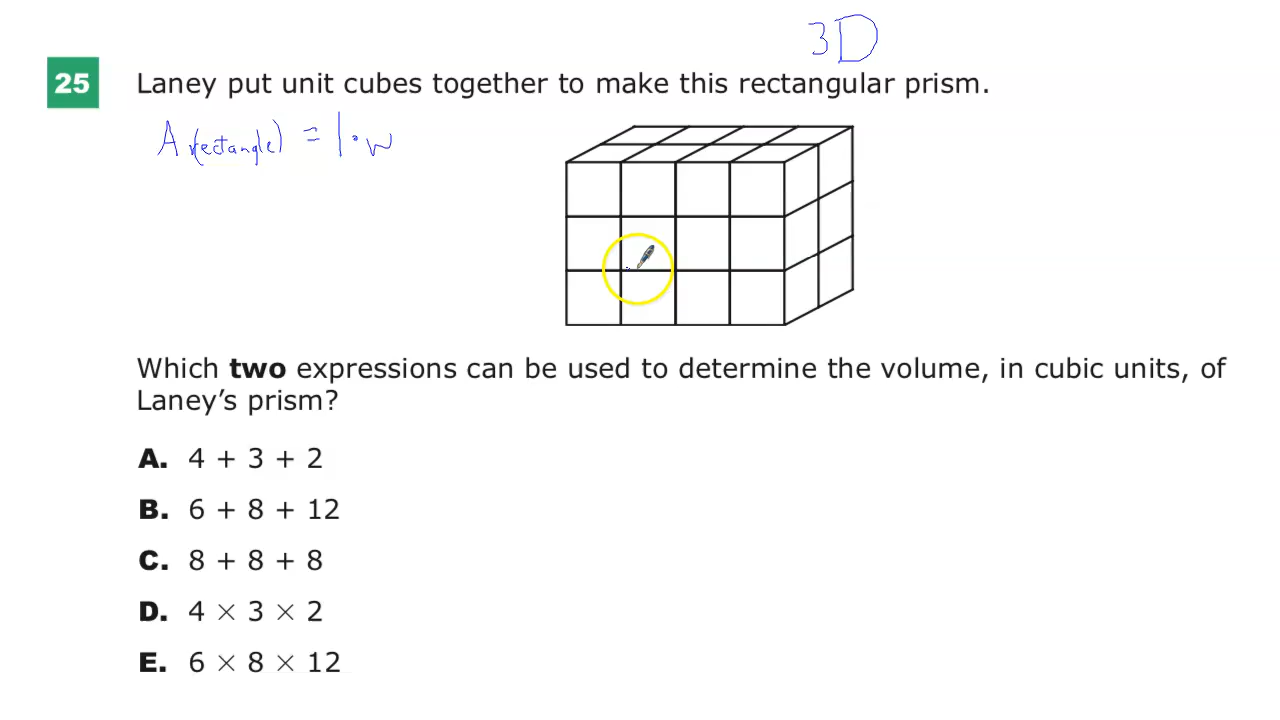 3D
25 Laney put unit cubes together to make this rectangular prism.
A (rectangle) = l·w
Which two expressions can be used to determine the volume, in cubic units, of
Laney’s prism?
A. 4 + 3 + 2
B. 6 + 8 + 12
C. 8 + 8 + 8
D. 4 × 3 × 2
E. 6 × 8 × 12